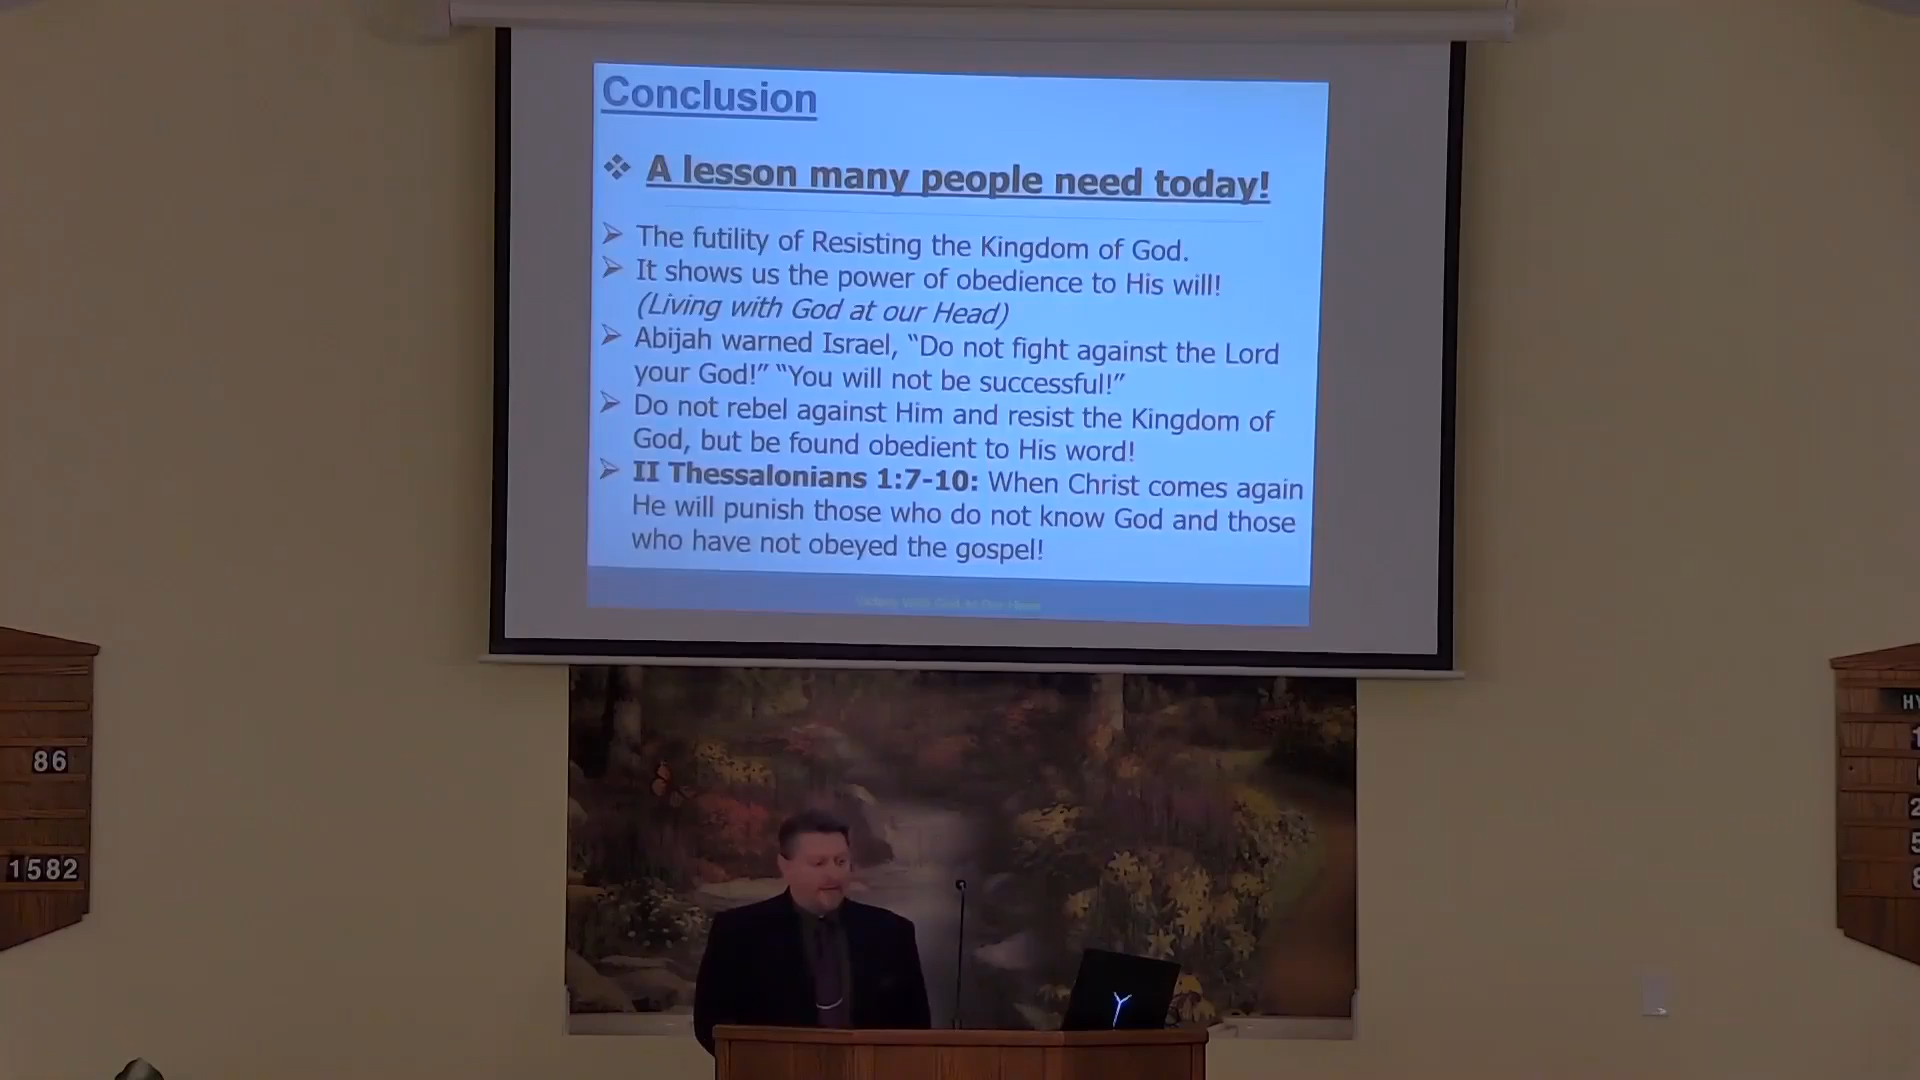 Conclusion
A lesson many people need today!
The futility of Resisting the Kingdom of God.
It shows us the power of obedience to His will!
(Living with God at our Head)
Abijah warned Israel, “Do not fight against the Lord
your God!” “You will not be successful!”
Do not rebel against Him and resist the Kingdom of
God, but be found obedient to His word!
II Thessalonians 1:7-10: When Christ comes again
He will punish those who do not know God and those
who have not obeyed the gospel!
86
1582
HY